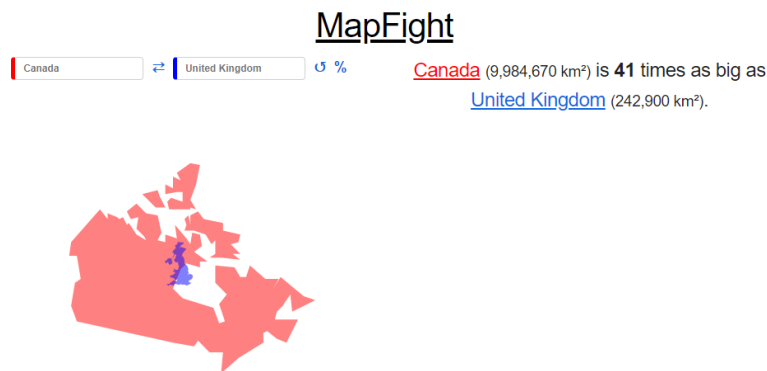 MapFight
Canada ⇄ United Kingdom ↺ %
Canada (9,984,670 km²) is 41 times as big as
United Kingdom (242,900 km²).